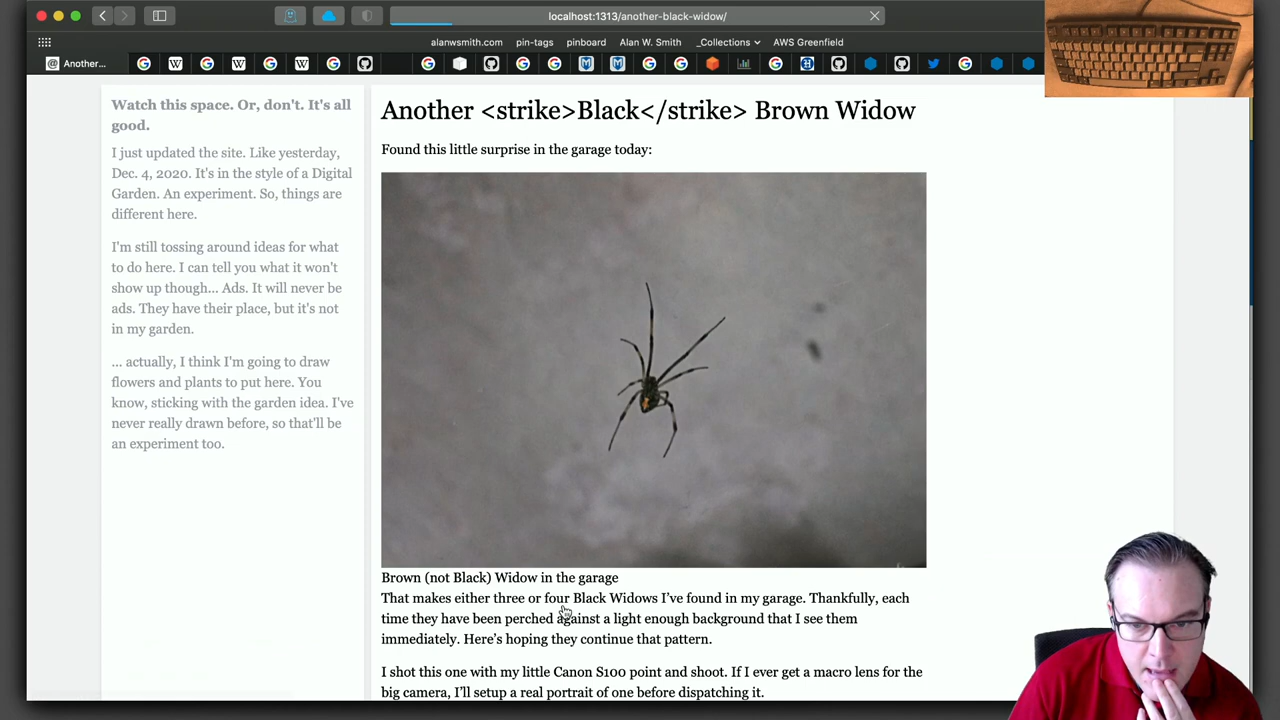 localhost:1313/another-black-widow/
alanwsmith.com
pin-tags
pinboard
Alan W. Smith
_Collections
AWS Greenfield
Another...
Watch this space. Or, don't. It's all
good.
I just updated the site. Like yesterday,
Dec. 4, 2020. It's in the style of a Digital
Garden. An experiment. So, things are
different here.
I'm still tossing around ideas for what
to do here. I can tell you what it won't
show up though... Ads. It will never be
ads. They have their place, but it's not
in my garden.
... actually, I think I'm going to draw
flowers and plants to put here. You
know, sticking with the garden idea. I've
never really drawn before, so that'll be
an experiment too.
Another <strike>Black</strike> Brown Widow
Found this little surprise in the garage today:
Brown (not Black) Widow in the garage
That makes either three or four Black Widows I’ve found in my garage. Thankfully, each
time they have been perched against a light enough background that I see them
immediately. Here’s hoping they continue that pattern.
I shot this one with my little Canon S100 point and shoot. If I ever get a macro lens for the
big camera, I’ll setup a real portrait of one before dispatching it.